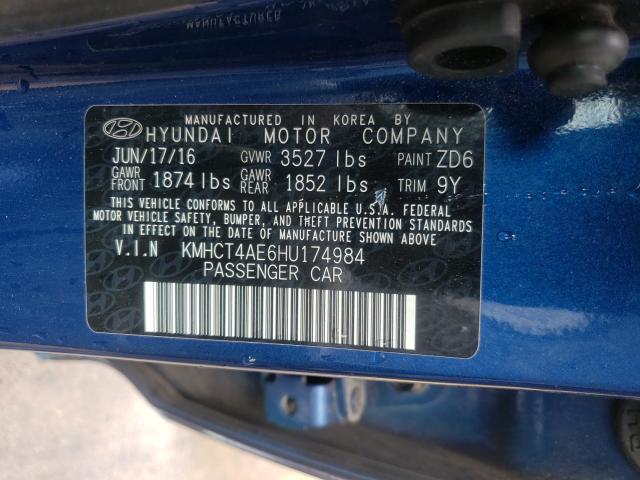 MANUFACTURED IN KOREA BY
HYUNDAI MOTOR COMPANY
JUN/17/16 GVWR 3527 lbs PAINT ZD6
GAWR FRONT 1874 lbs GAWR REAR 1852 lbs TRIM 9Y
THIS VEHICLE CONFORMS TO ALL APPLICABLE U.S.A. FEDERAL
MOTOR VEHICLE SAFETY, BUMPER, AND THEFT PREVENTION STANDARDS
IN EFFECT ON THE DATE OF MANUFACTURE SHOWN ABOVE
V.I.N KMHCT4AE6HU174984
PASSENGER CAR